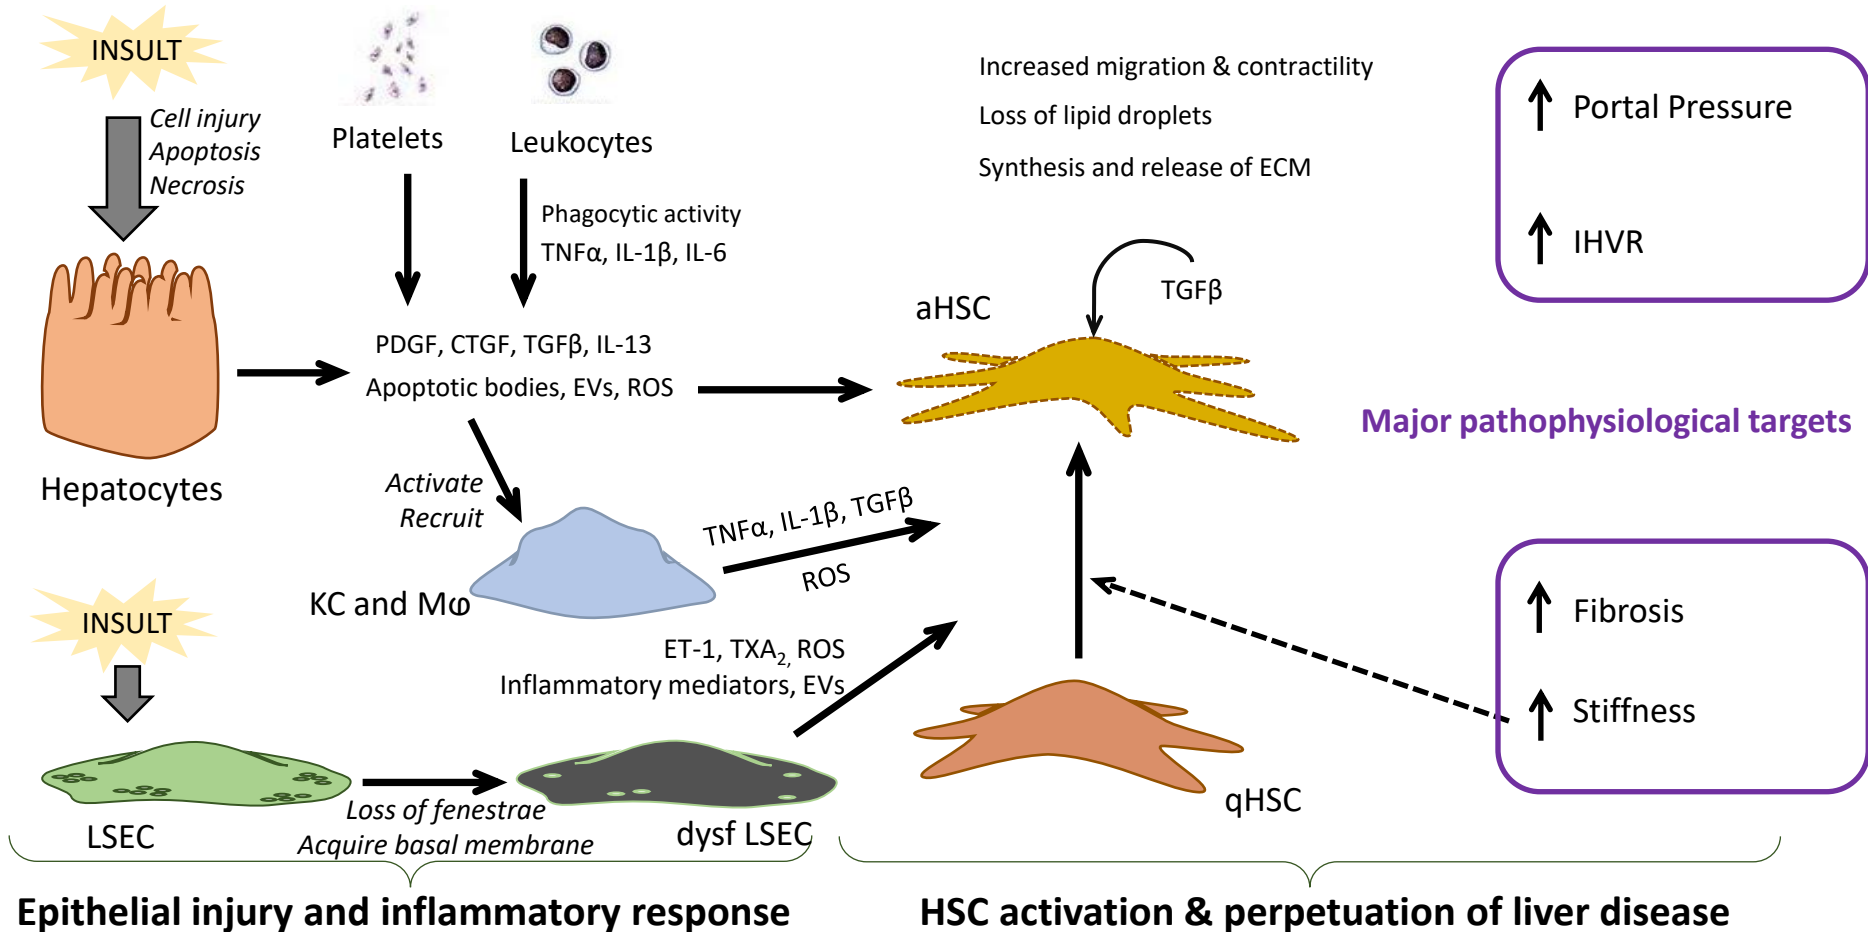 INSULT
Cell injury
Apoptosis
Necrosis
Platelets
Leukocytes
Phagocytic activity
TNFα, IL-1β, IL-6
Hepatocytes
PDGF, CTGF, TGFβ, IL-13
Apoptotic bodies, EVs, ROS
Activate
Recruit
KC and Mφ
TNFα, IL-1β, TGFβ
ROS
INSULT
LSEC
Loss of fenestrae
Acquire basal membrane
dysf LSEC
ET-1, TXA₂, ROS
Inflammatory mediators, EVs
Increased migration & contractility
Loss of lipid droplets
Synthesis and release of ECM
TGFβ
aHSC
qHSC
Portal Pressure
IHVR
Major pathophysiological targets
Fibrosis
Stiffness
Epithelial injury and inflammatory response
HSC activation & perpetuation of liver disease